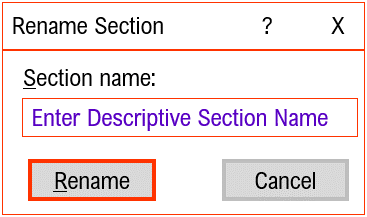 Rename Section ? X
Section name:
Enter Descriptive Section Name
Rename Cancel